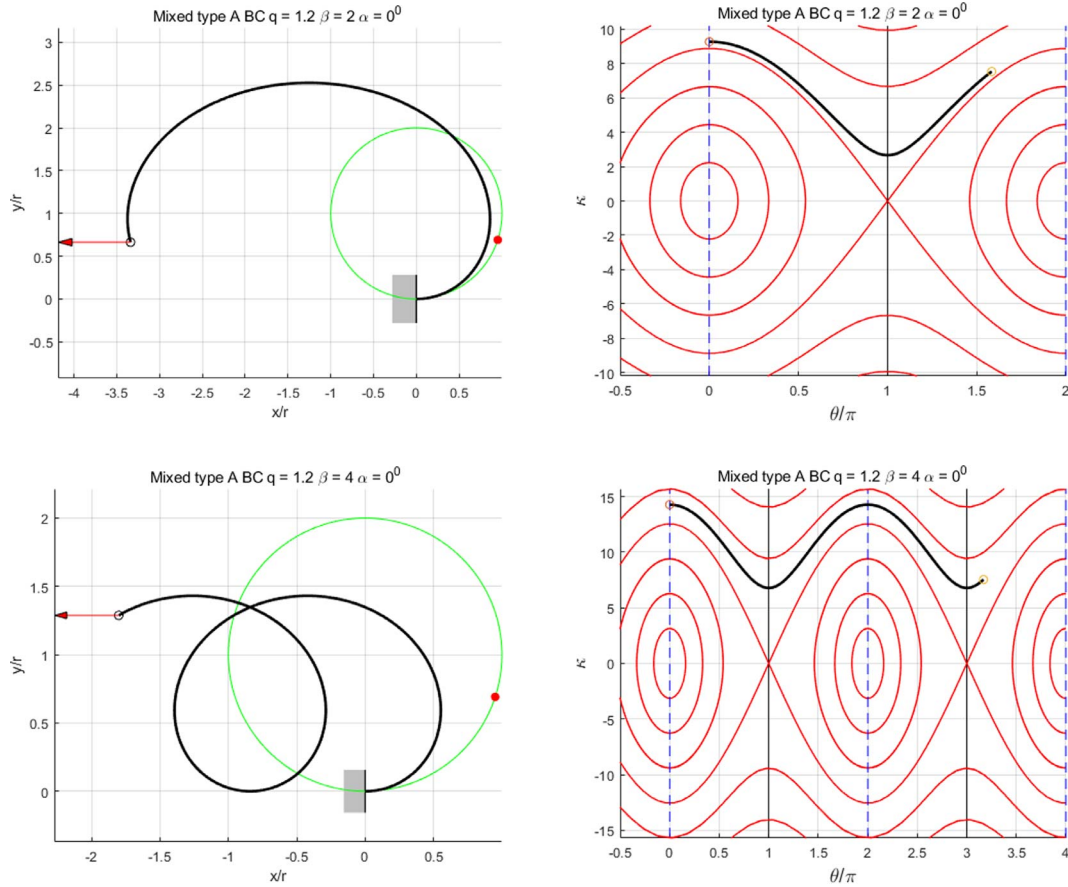 Mixed type A BC q = 1.2 β = 2 α = 0⁰
3
2.5
2
1.5
1
0.5
0
-0.5
y/r
-4 -3.5 -3 -2.5 -2 -1.5 -1 -0.5 0 0.5
x/r
Mixed type A BC q = 1.2 β = 2 α = 0⁰
10
8
6
4
2
0
-2
-4
-6
-8
-10
κ
-0.5 0 0.5 1 1.5 2
θ/π
Mixed type A BC q = 1.2 β = 4 α = 0⁰
2
1.5
1
0.5
0
y/r
-2 -1.5 -1 -0.5 0 0.5
x/r
Mixed type A BC q = 1.2 β = 4 α = 0⁰
15
10
5
0
-5
-10
-15
κ
-0.5 0 0.5 1 1.5 2 2.5 3 3.5 4
θ/π